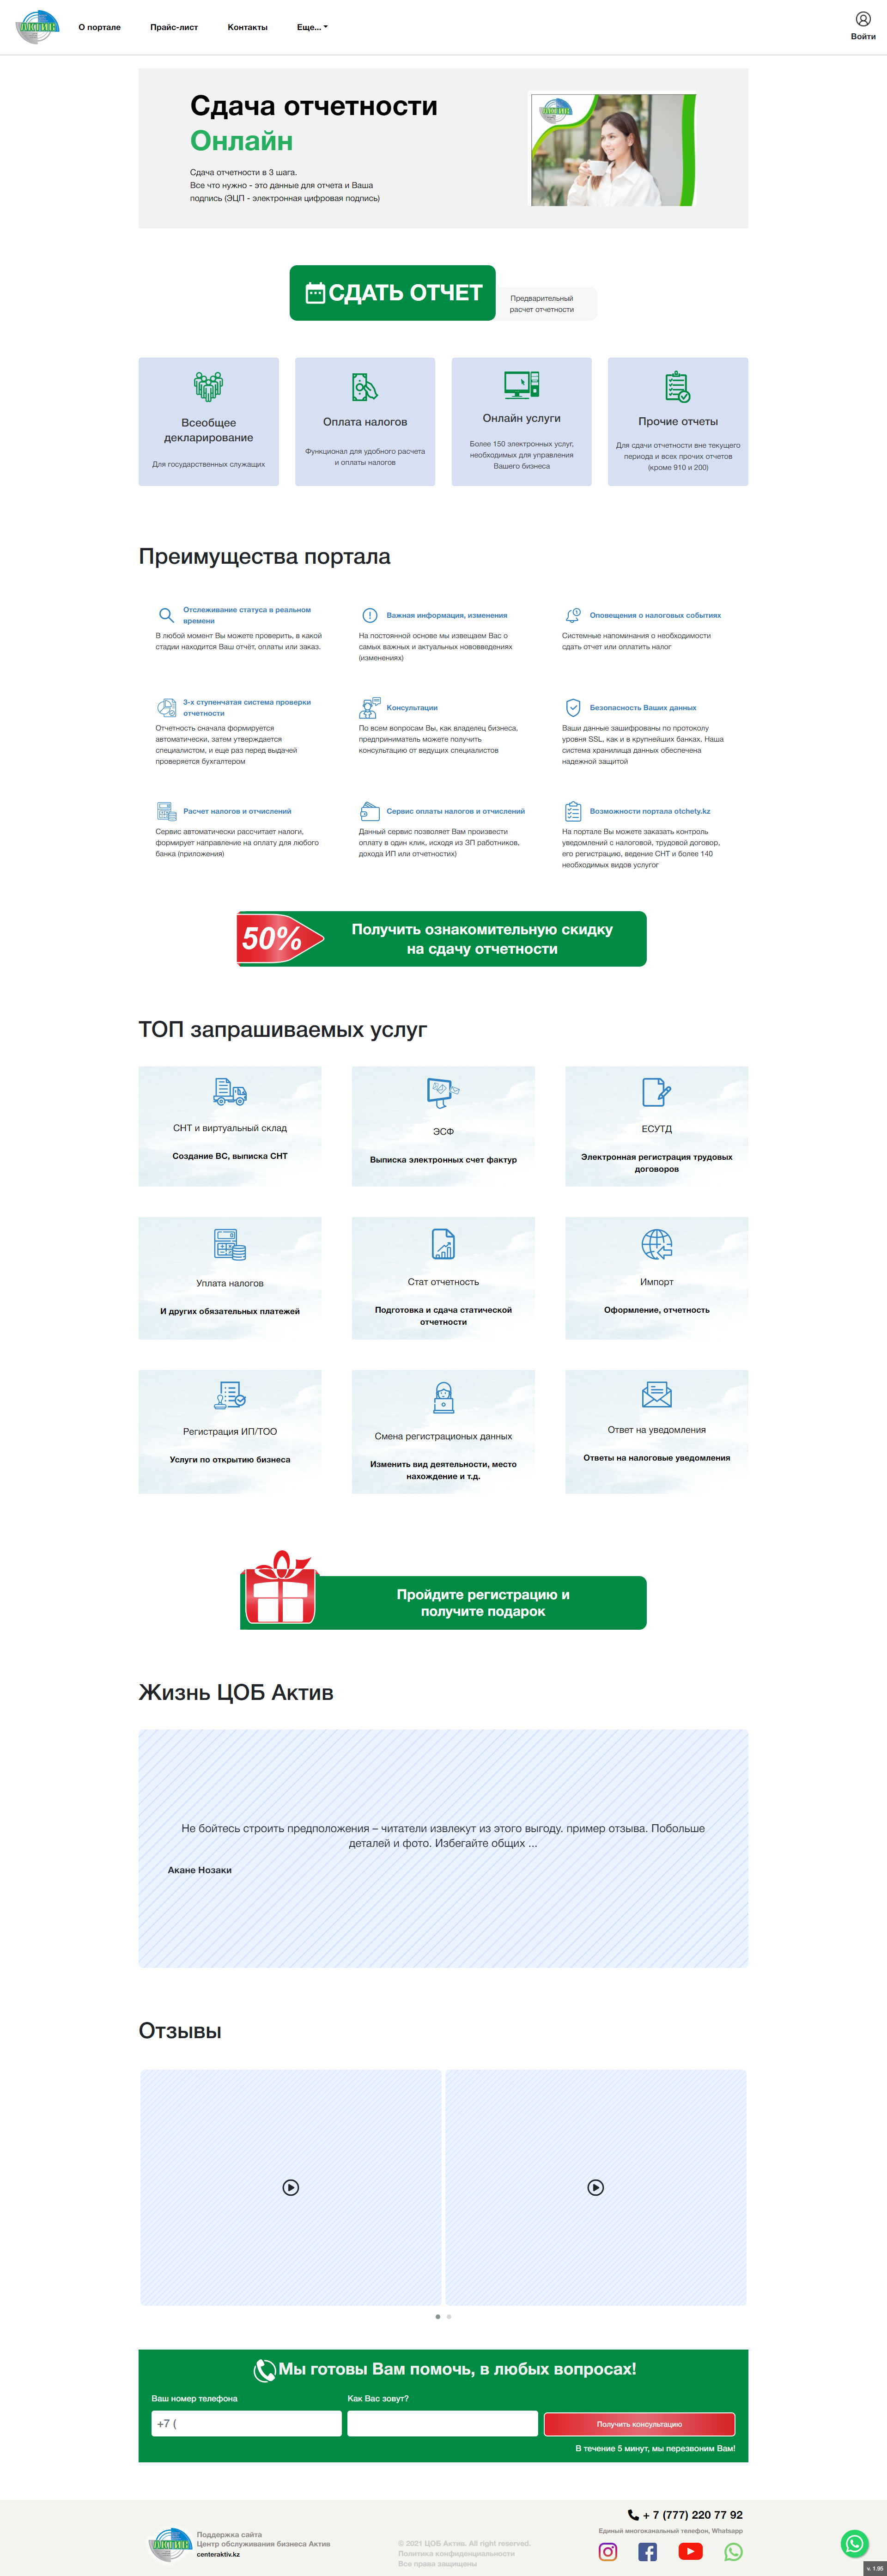 АКТИВ
О портале
Прайс-лист
Контакты
Еще...
Войти
Сдача отчетности
Онлайн
Сдача отчетности в 3 шага.
Все что нужно - это данные для отчета и Ваша
подпись (ЭЦП - электронная цифровая подпись)
АКТИВ
СДАТЬ ОТЧЕТ
Предварительный
расчет отчетности
Всеобщее
декларирование
Для государственных служащих
Оплата налогов
Функционал для удобного расчета
и оплаты налогов
Онлайн услуги
Более 150 электронных услуг,
необходимых для управления
Вашего бизнеса
Прочие отчеты
Для сдачи отчетности вне текущего
периода и всех прочих отчетов
(кроме 910 и 200)
Преимущества портала
Отслеживание статуса в реальном
времени
В любой момент Вы можете проверить, в какой
стадии находится Ваш отчёт, оплаты или заказ.
Важная информация, изменения
На постоянной основе мы извещаем Вас о
самых важных и актуальных нововведениях
(изменениях)
Оповещения о налоговых событиях
Системные напоминания о необходимости
сдать отчет или оплатить налог
3-х ступенчатая система проверки
отчетности
Отчетность сначала формируется
автоматически, затем утверждается
специалистом, и еще раз перед выдачей
проверяется бухгалтером
Консультации
По всем вопросам Вы, как владелец бизнеса,
предприниматель можете получить
консультацию от ведущих специалистов
Безопасность Ваших данных
Ваши данные зашифрованы по протоколу
уровня SSL, как и в крупнейших банках. Наша
система хранилища данных обеспечена
надежной защитой
Расчет налогов и отчислений
Сервис автоматически рассчитает налоги,
формирует направление на оплату для любого
банка (приложения)
Сервис оплаты налогов и отчислений
Данный сервис позволяет Вам произвести
оплату в один клик, исходя из ЗП работников,
дохода ИП или отчетности)
Возможности портала otchety.kz
На портале Вы можете заказать контроль
уведомлений с налоговой, трудовой договор,
его регистрацию, ведение СНТ и более 140
необходимых видов услугог
50%
Получить ознакомительную скидку
на сдачу отчетности
ТОП запрашиваемых услуг
СНТ и виртуальный склад
Создание ВС, выписка СНТ
ЭСФ
Выписка электронных счет фактур
ЕСУТД
Электронная регистрация трудовых
договоров
Уплата налогов
И других обязательных платежей
Стат отчетность
Подготовка и сдача статической
отчетности
Импорт
Оформление, отчетность
Регистрация ИП/ТОО
Услуги по открытию бизнеса
Смена регистрационых данных
Изменить вид деятельности, место
нахождение и т.д.
Ответ на уведомления
Ответы на налоговые уведомления
Пройдите регистрацию и
получите подарок
Жизнь ЦОБ Актив
Не бойтесь строить предположения – читатели извлекут из этого выгоду. пример отзыва. Побольше
деталей и фото. Избегайте общих ...
Акане Нозаки
Отзывы
Мы готовы Вам помочь, в любых вопросах!
Ваш номер телефона
Как Вас зовут?
+7 (
Получить консультацию
В течение 5 минут, мы перезвоним Вам!
АКТИВ
Поддержка сайта
Центр обслуживания бизнеса Актив
centeraktiv.kz
© 2021 ЦОБ Актив. All right reserved.
Политика конфиденциальности
Все права защищены
+ 7 (777) 220 77 92
Единый многоканальный телефон, Whatsapp
v. 1.95